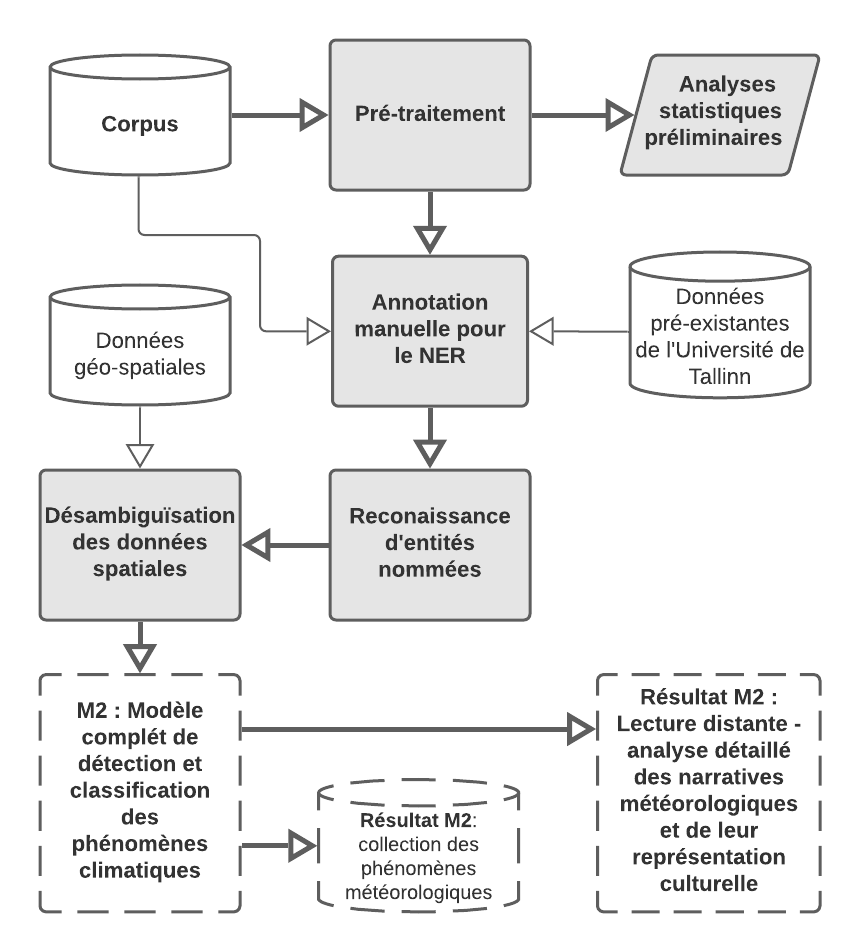 Corpus
Pré-traitement
Analyses
statistiques
préliminaires
Annotation
manuelle pour
le NER
Données
pré-existantes
de l'Université de
Tallinn
Données
géo-spatiales
Désambiguïsation
des données
spatiales
Reconaissance
d'entités
nommées
M2 : Modèle
complét de
détection et
classification
des
phénomènes
climatiques
Résultat M2:
collection des
phénomènes
météorologiques
Résultat M2 :
Lecture distante -
analyse détaillé
des narratives
météorologiques
et de leur
représentation
culturelle